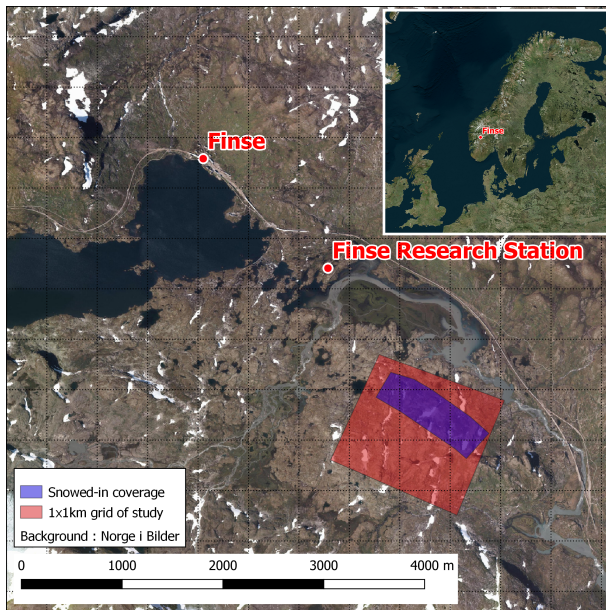 Finse
Finse
Finse Research Station
Snowed-in coverage
1x1km grid of study
Background : Norge i Bilder
0 1000 2000 3000 4000 m